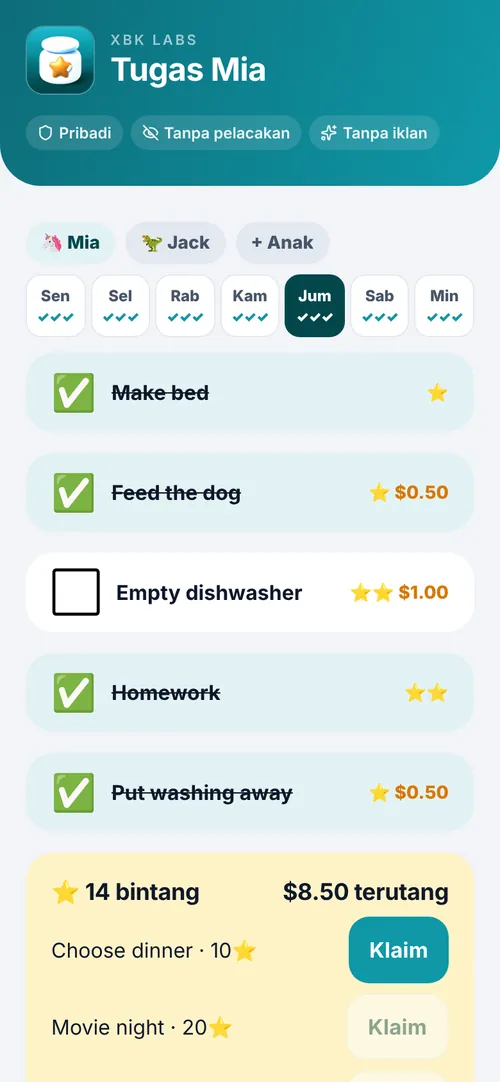 XBK LABS
Tugas Mia
Pribadi
Tanpa pelacakan
Tanpa iklan
🦄 Mia
🦖 Jack
+ Anak
Sen
Sel
Rab
Kam
Jum
Sab
Min
✓✓✓
✓✓✓
✓✓✓
✓✓✓
✓✓✓
✓✓✓
✓✓✓
✅ Make bed ⭐
✅ Feed the dog ⭐ $0.50
Empty dishwasher ⭐⭐ $1.00
✅ Homework ⭐⭐
✅ Put washing away ⭐ $0.50
⭐ 14 bintang $8.50 terutang
Choose dinner · 10⭐ Klaim
Movie night · 20⭐ Klaim